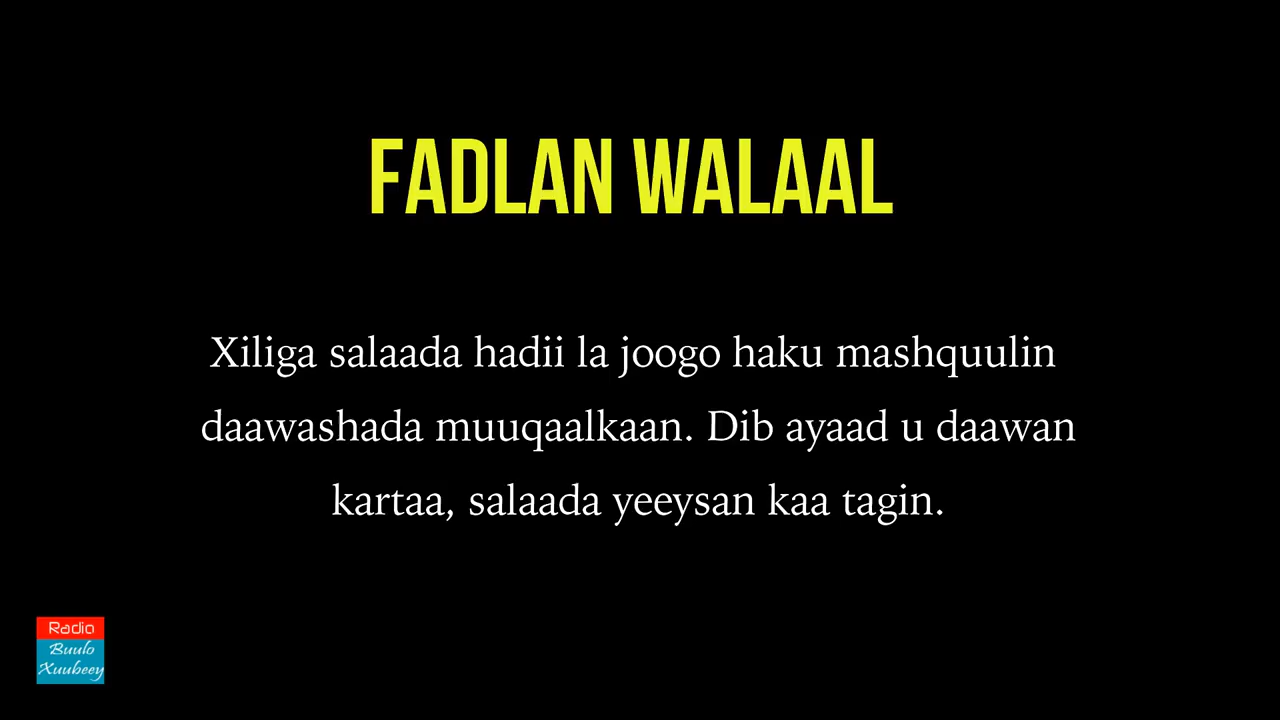 FADLAN WALAAL
Xiliga salaada hadii la joogo haku mashquulin
daawashada muuqaalkaan. Dib ayaad u daawan
kartaa, salaada yeeysan kaa tagin.
Radio
Buulo
Xuubeey